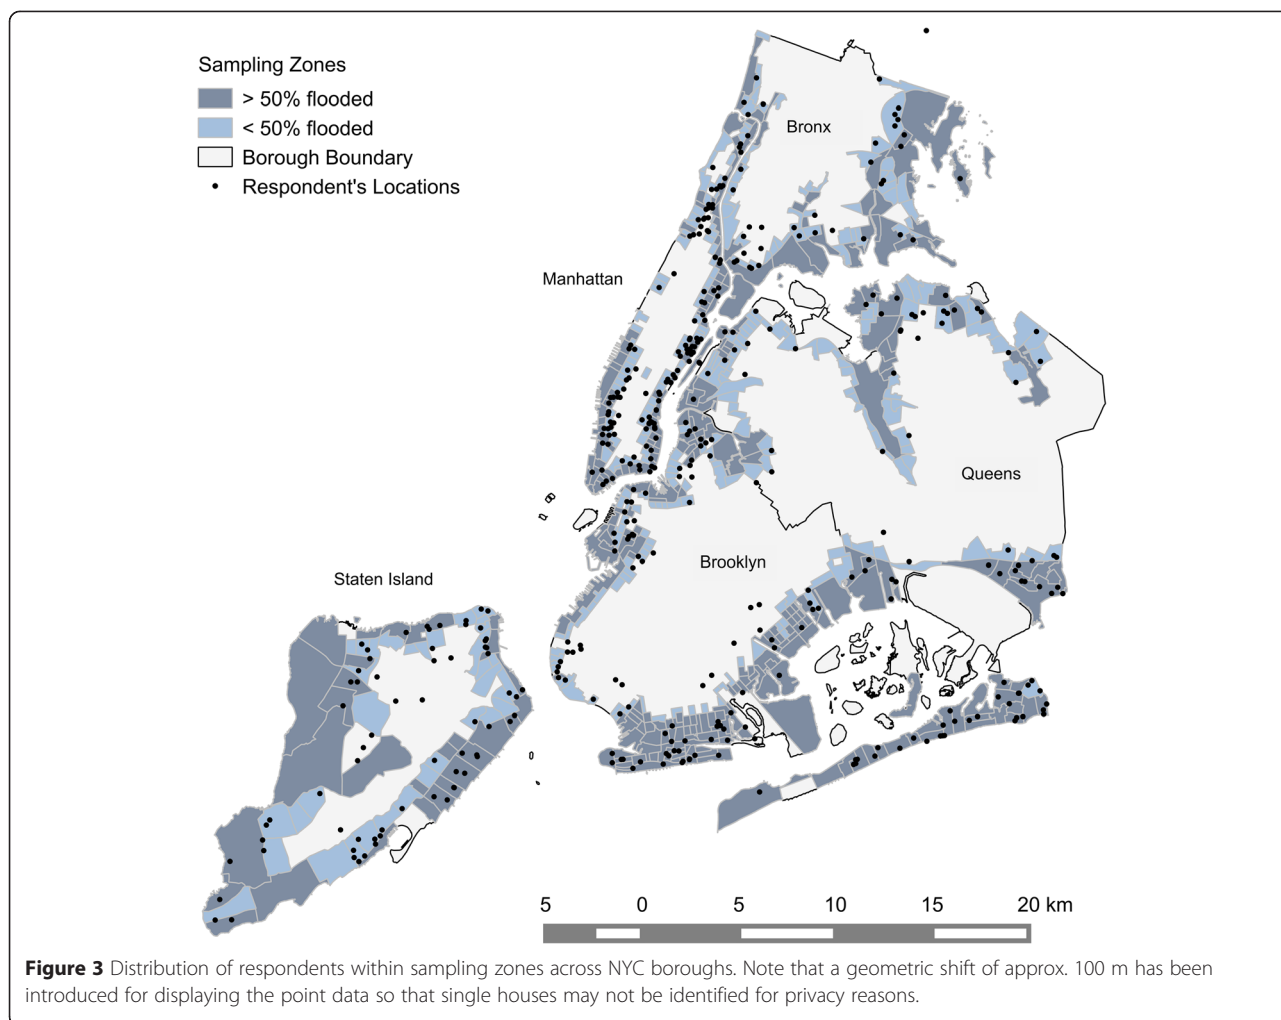 Sampling Zones
> 50% flooded
< 50% flooded
Borough Boundary
Respondent's Locations
Bronx
Manhattan
Queens
Brooklyn
Staten Island
5 0 5 10 15 20 km
Figure 3 Distribution of respondents within sampling zones across NYC boroughs. Note that a geometric shift of approx. 100 m has been
introduced for displaying the point data so that single houses may not be identified for privacy reasons.